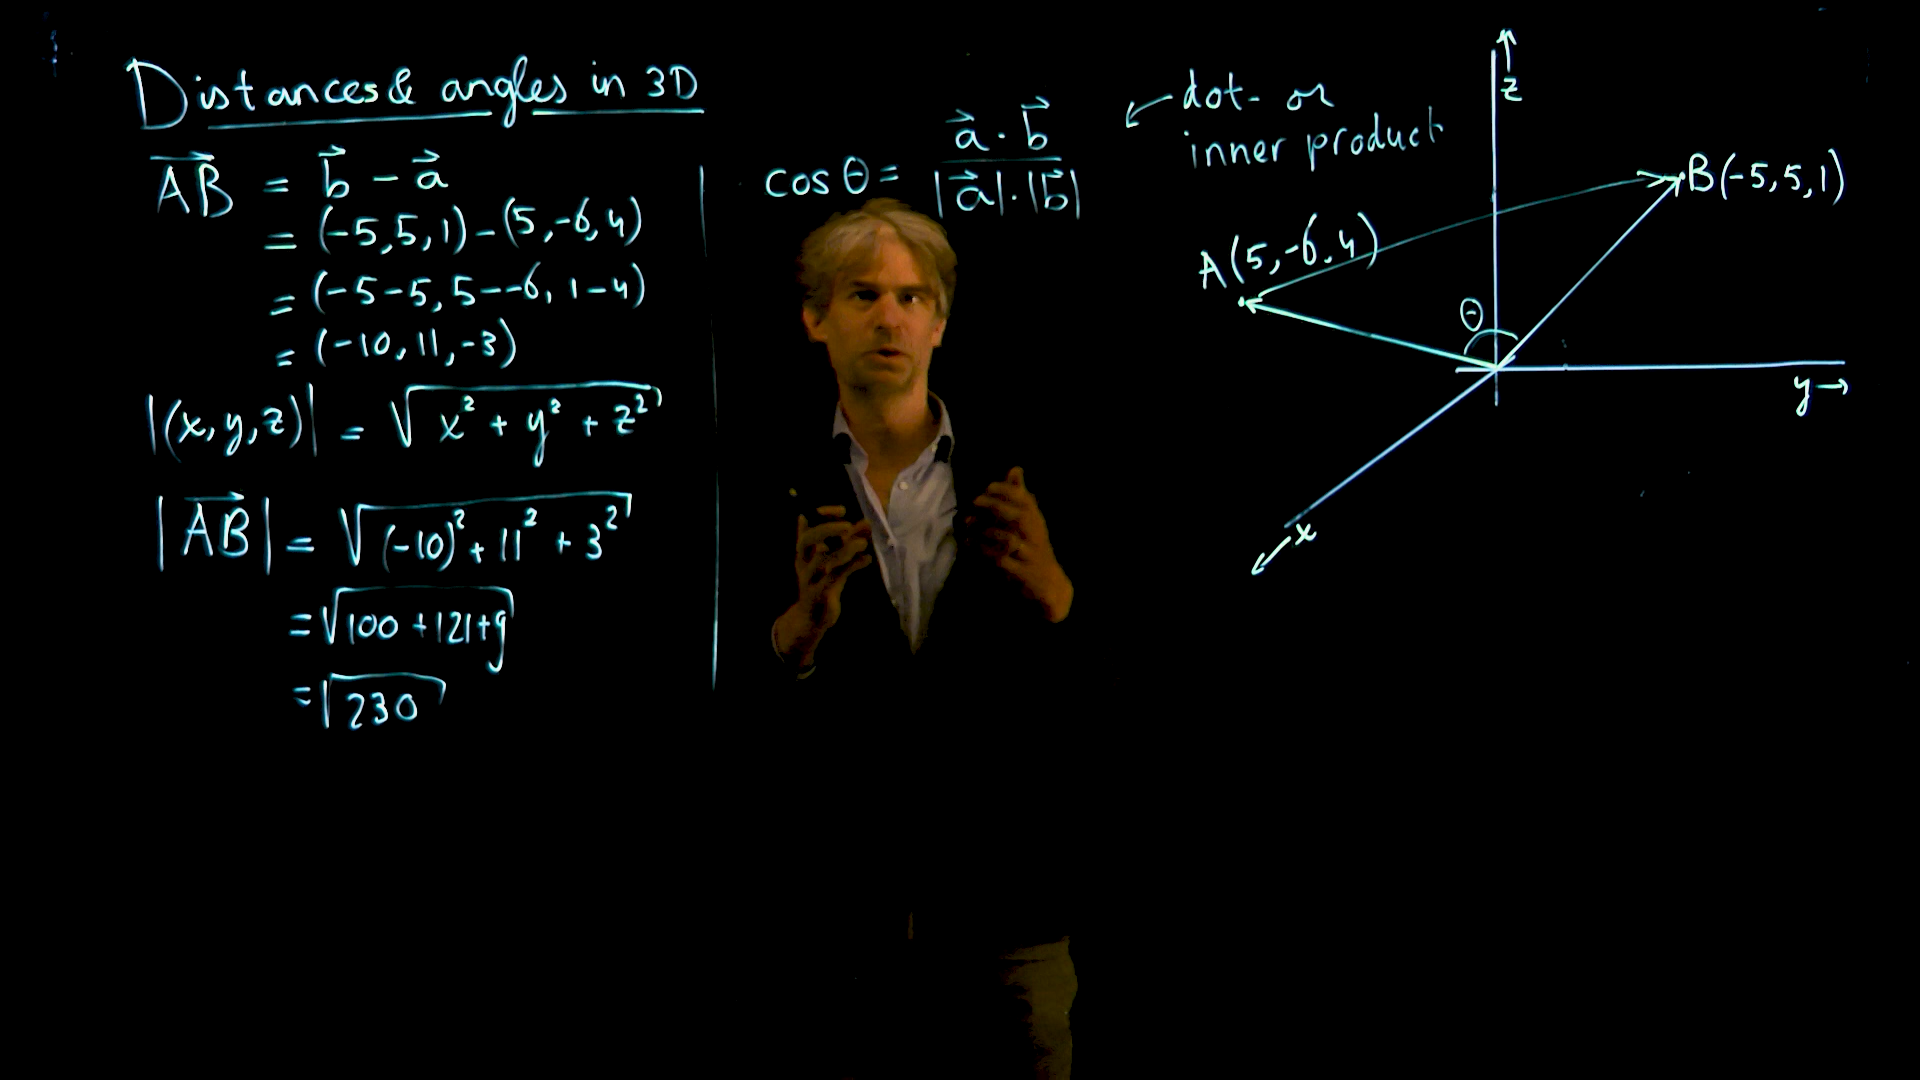 Distances & angles in 3D
→AB = →b − →a
= (-5,5,1) − (5,-6,4)
= (-5-5, 5--6, 1-4)
= (-10, 11, -3)
|(x,y,z)| = √(x² + y² + z²)
|→AB| = √((-10)² + 11² + 3²)
= √(100 + 121 + 9)
= √230
cos θ = (→a · →b) / (|→a| · |→b|)
dot- or
inner product
z
B(-5,5,1)
A(5,-6,4)
θ
y →
x